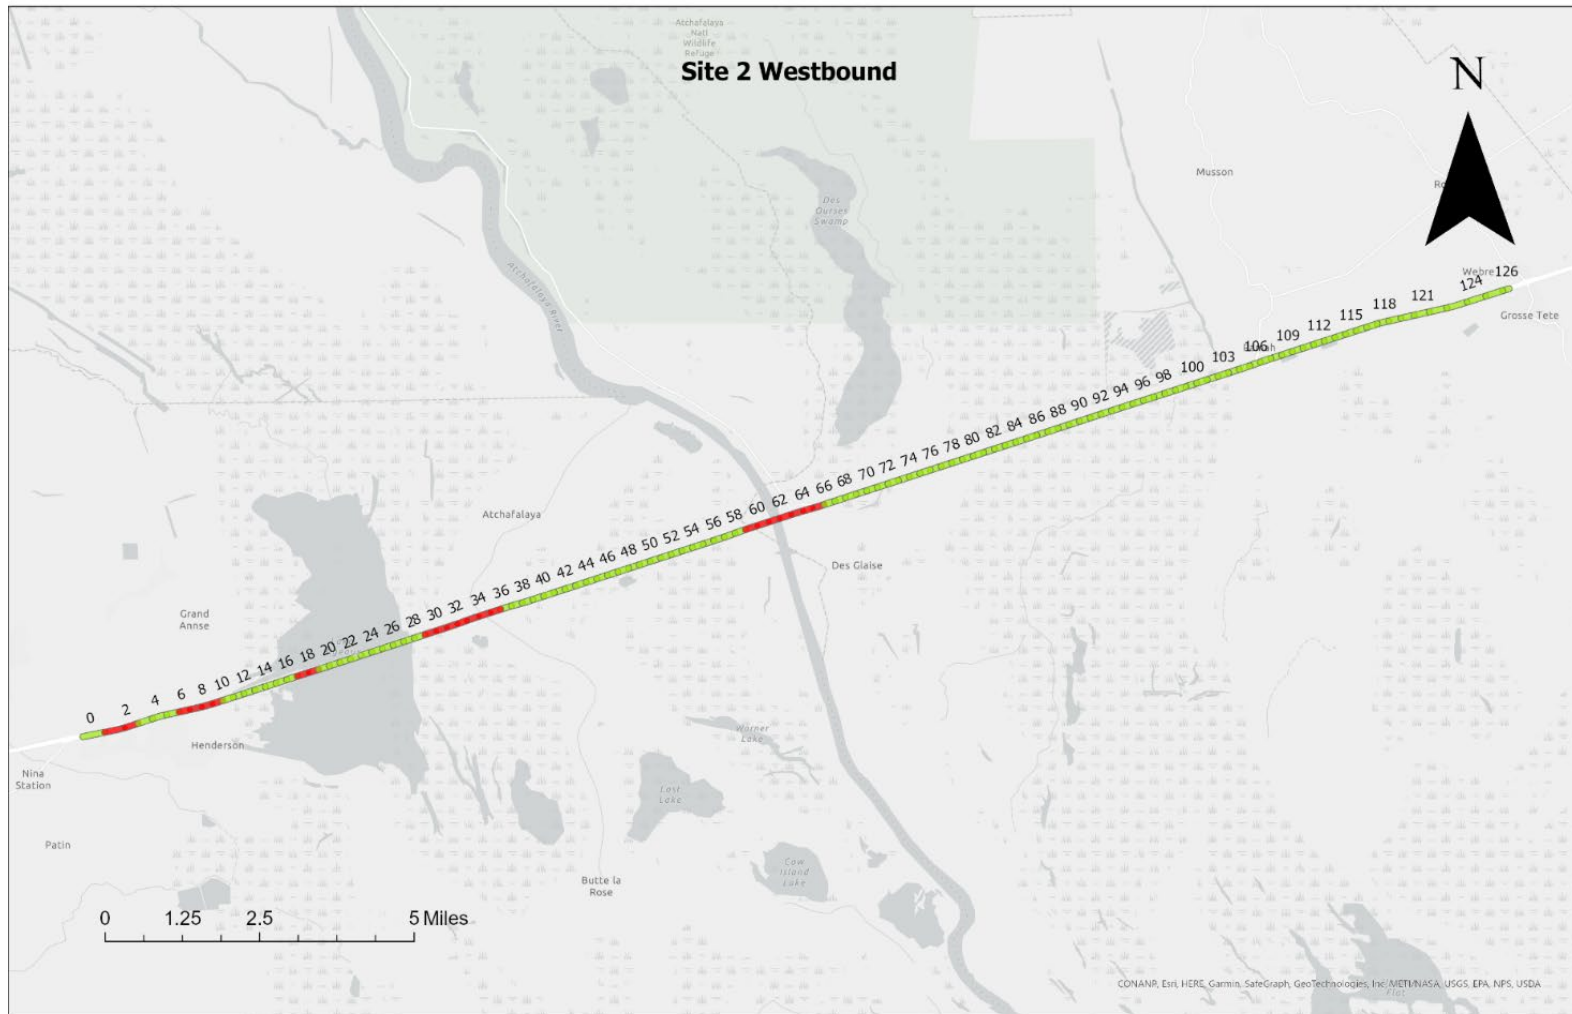 Atchafalaya
Natl
Wildlife
Refuge
Site 2 Westbound
N
Musson
Des
Ourses
Swamp
Atchafalaya River
Webre
Grosse Tete
126
124
121
118
115
112
109
106
103
100
98
96
94
92
90
88
86
84
82
80
78
76
74
72
70
68
66
64
62
60
58
56
54
52
50
48
46
44
42
40
38
36
34
32
30
28
26
24
22
20
18
16
14
12
10
8
6
4
2
0
Atchafalaya
Des Glaise
Grand
Annse
Henderson
Nina
Station
Warner
Lake
Lost
Lake
Patin
Cow
Island
Lake
Butte la
Rose
0 1.25 2.5 5 Miles
CONANP, Esri, HERE, Garmin, SafeGraph, GeoTechnologies, Inc, METI/NASA, USGS, EPA, NPS, USDA
Flat